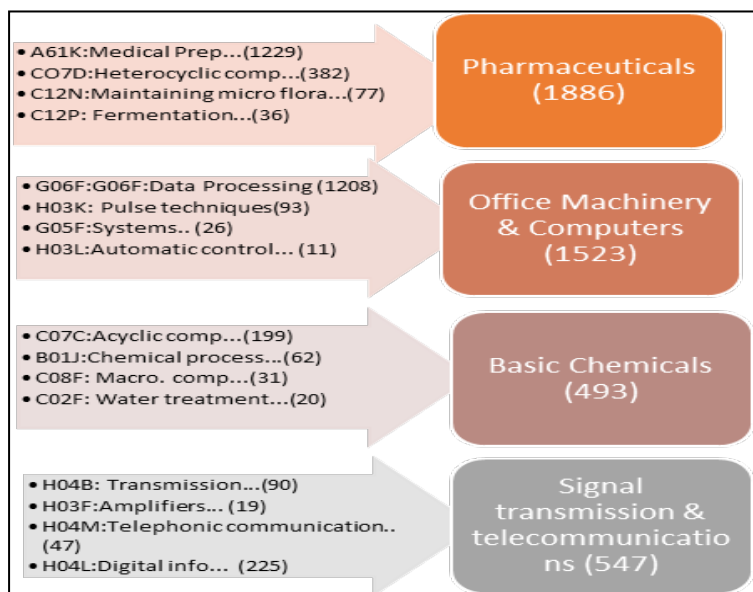 • A61K:Medical Prep...(1229)
• CO7D:Heterocyclic comp...(382)
• C12N:Maintaining micro flora...(77)
• C12P: Fermentation...(36)
Pharmaceuticals
(1886)
• G06F:G06F:Data Processing (1208)
• H03K: Pulse techniques(93)
• G05F:Systems.. (26)
• H03L:Automatic control... (11)
Office Machinery
& Computers
(1523)
• C07C:Acyclic comp...(199)
• B01J:Chemical process...(62)
• C08F: Macro. comp...(31)
• C02F: Water treatment...(20)
Basic Chemicals
(493)
• H04B: Transmission...(90)
• H03F:Amplifiers... (19)
• H04M:Telephonic communication..
(47)
• H04L:Digital info... (225)
Signal
transmission &
telecommunicatio
ns (547)